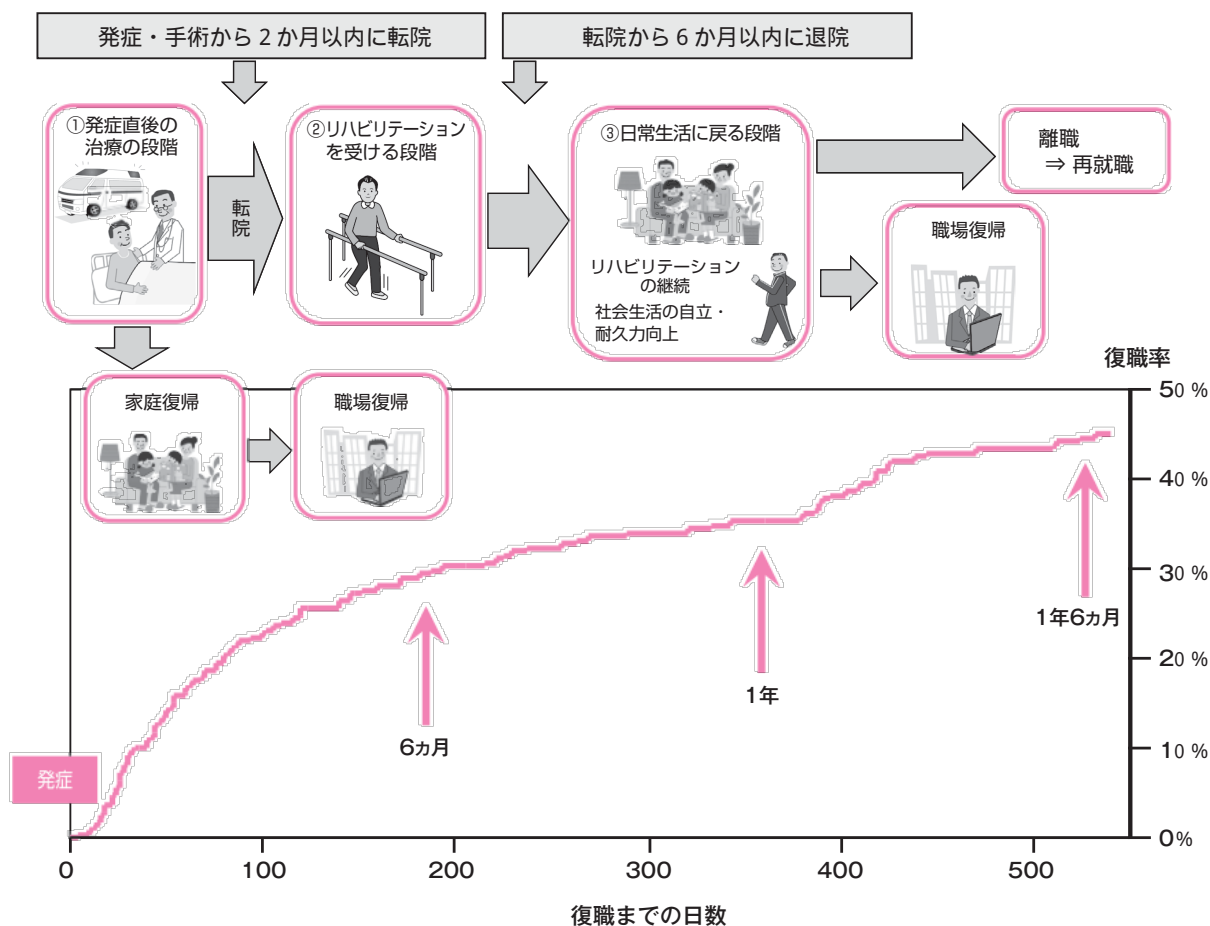 発症・手術から 2 か月以内に転院
転院から 6 か月以内に退院
①発症直後の
治療の段階
転院
②リハビリテーション
を受ける段階
③日常生活に戻る段階
リハビリテーション
の継続
社会生活の自立・
耐久力向上
離職
⇒ 再就職
職場復帰
家庭復帰
職場復帰
復職率
50 %
40 %
30 %
20 %
10 %
0%
1年6ヵ月
1年
6ヵ月
発症
0
100
200
300
400
500
復職までの日数